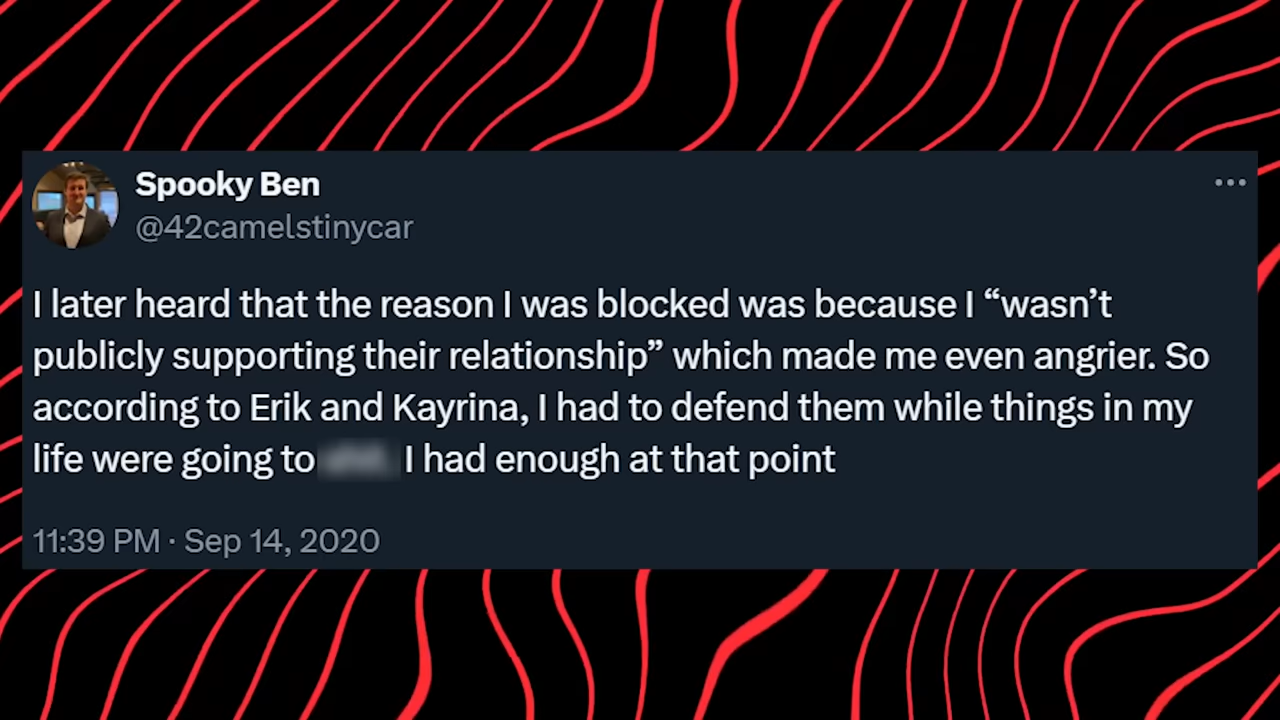 Spooky Ben
@42camelstinycar
I later heard that the reason I was blocked was because I “wasn’t
publicly supporting their relationship” which made me even angrier. So
according to Erik and Kayrina, I had to defend them while things in my
life were going to I had enough at that point
11:39 PM · Sep 14, 2020